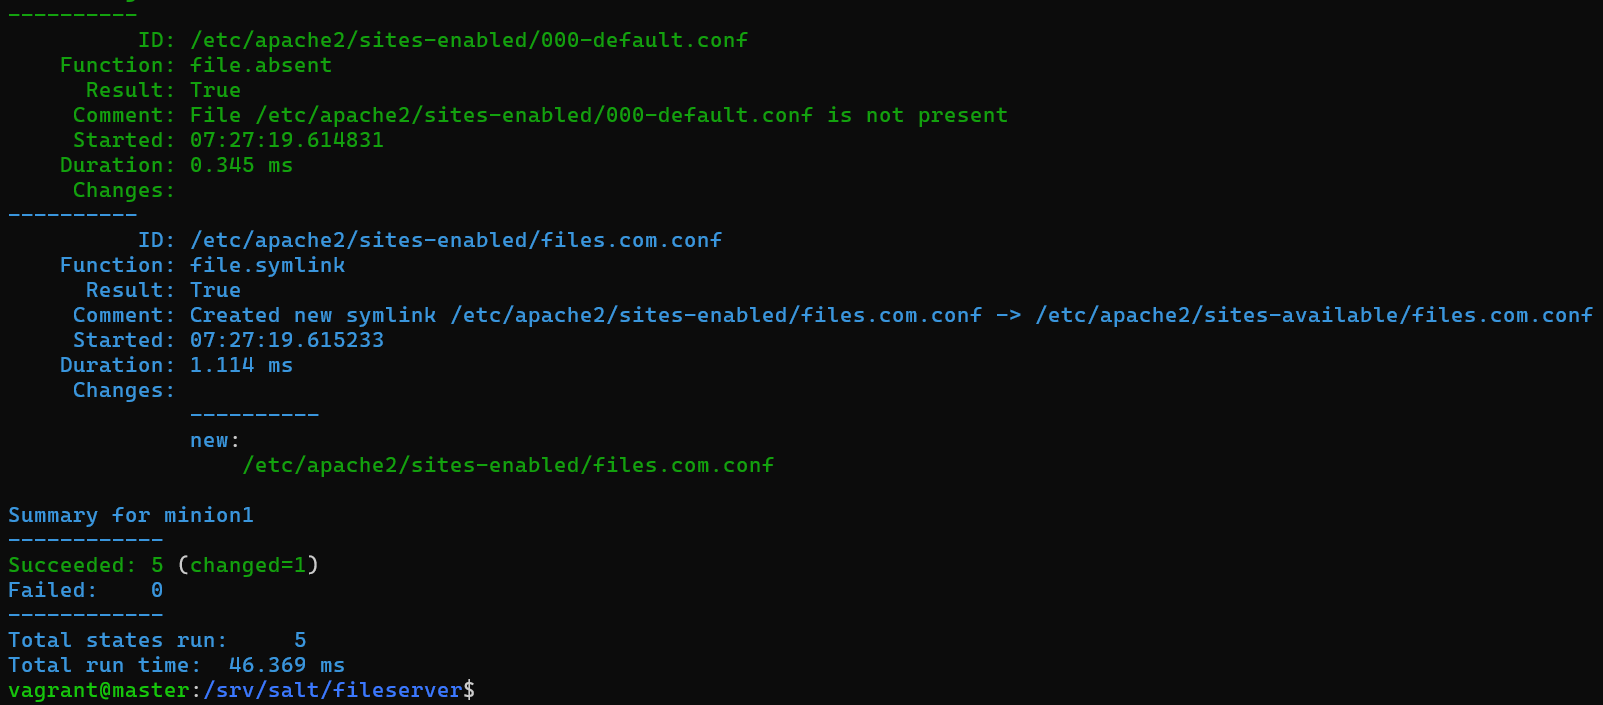 ----------
          ID: /etc/apache2/sites-enabled/000-default.conf
    Function: file.absent
      Result: True
     Comment: File /etc/apache2/sites-enabled/000-default.conf is not present
     Started: 07:27:19.614831
    Duration: 0.345 ms
     Changes:
----------
          ID: /etc/apache2/sites-enabled/files.com.conf
    Function: file.symlink
      Result: True
     Comment: Created new symlink /etc/apache2/sites-enabled/files.com.conf -> /etc/apache2/sites-available/files.com.conf
     Started: 07:27:19.615233
    Duration: 1.114 ms
     Changes:
              ----------
              new:
                  /etc/apache2/sites-enabled/files.com.conf

Summary for minion1
------------
Succeeded: 5 (changed=1)
Failed:    0
------------
Total states run:     5
Total run time:  46.369 ms
vagrant@master:/srv/salt/fileserver$